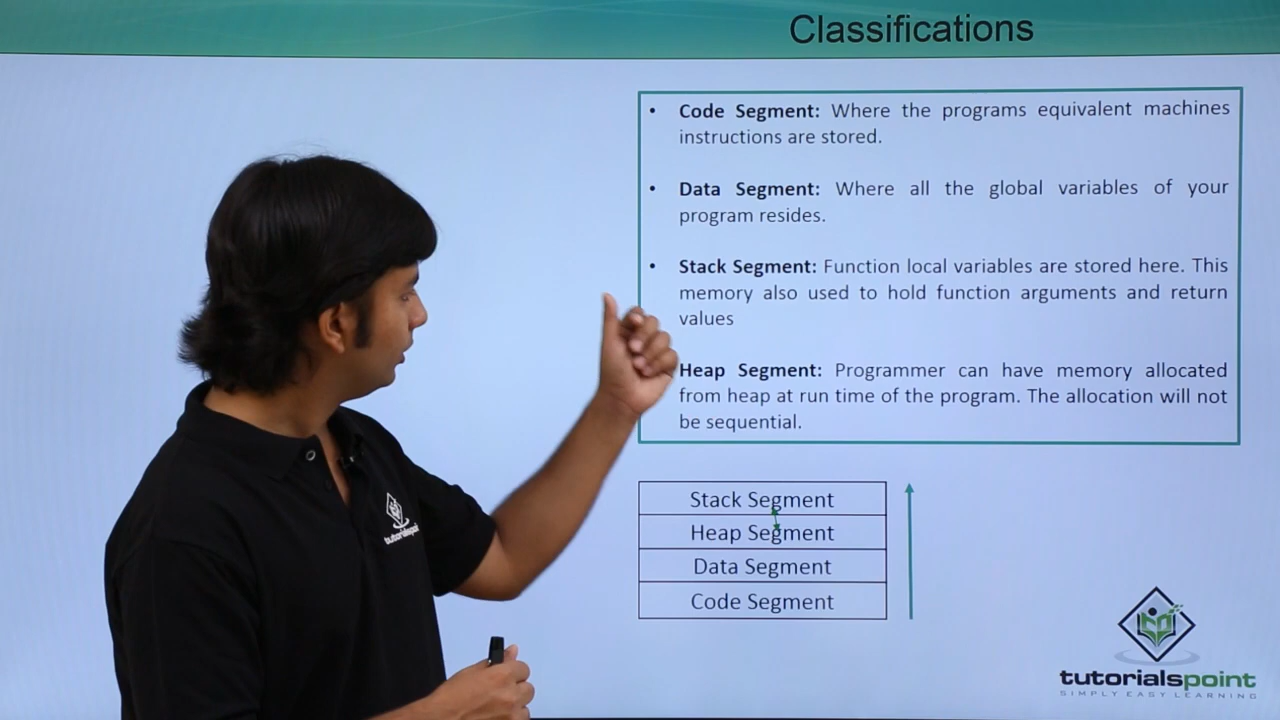 Classifications
• Code Segment: Where the programs equivalent machines
instructions are stored.
• Data Segment: Where all the global variables of your
program resides.
• Stack Segment: Function local variables are stored here. This
memory also used to hold function arguments and return
values
Heap Segment: Programmer can have memory allocated
from heap at run time of the program. The allocation will not
be sequential.
Stack Segment
Heap Segment
Data Segment
Code Segment
tutorialspoint
tutorialspoint
SIMPLY EASY LEARNING